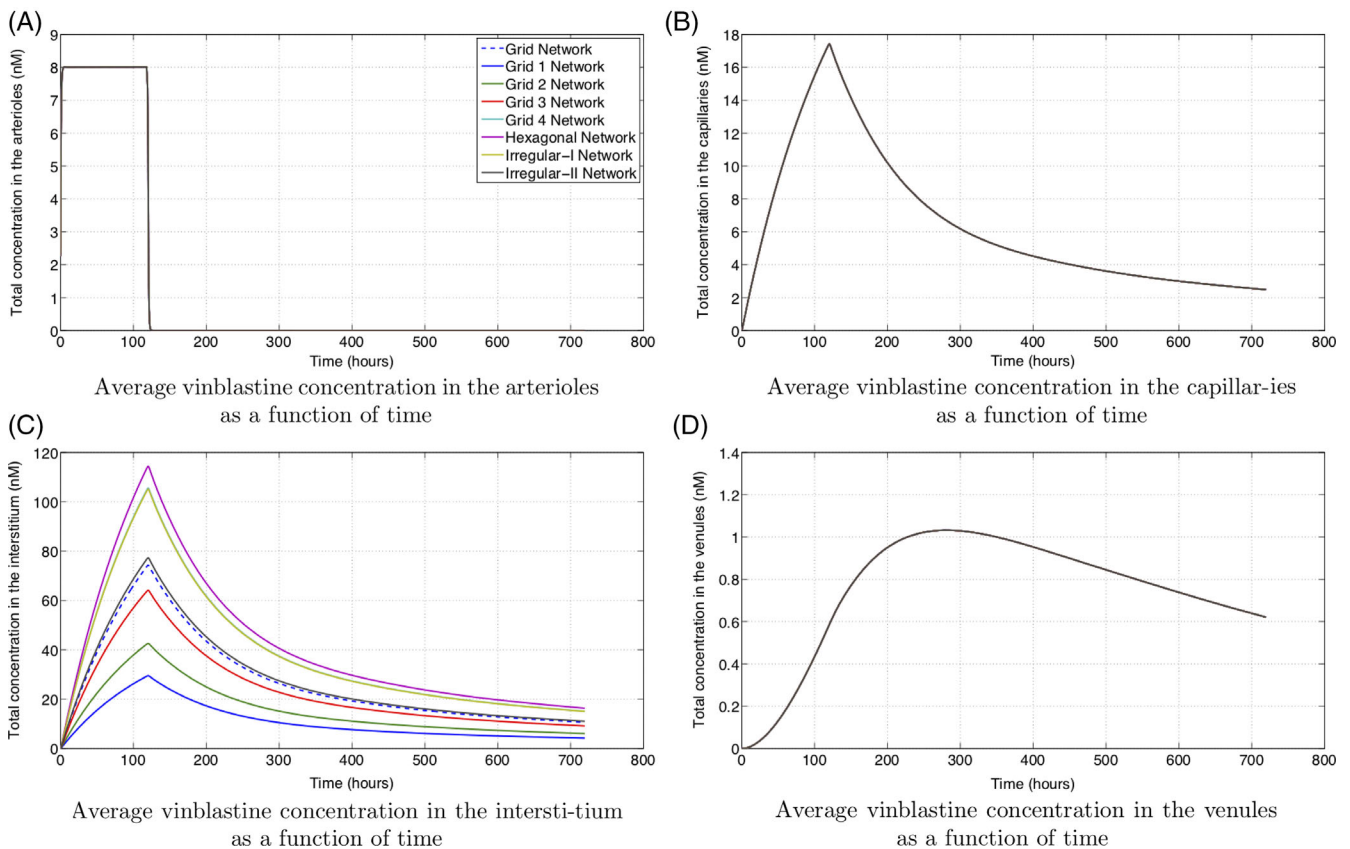 (A)
Total concentration in the arterioles (nM)
9
8
7
6
5
4
3
2
1
0
0 100 200 300 400 500 600 700 800
Time (hours)
Grid Network
Grid 1 Network
Grid 2 Network
Grid 3 Network
Grid 4 Network
Hexagonal Network
Irregular−I Network
Irregular−II Network
Average vinblastine concentration in the arterioles
as a function of time
(B)
Total concentration in the capillaries (nM)
18
16
14
12
10
8
6
4
2
0
0 100 200 300 400 500 600 700 800
Time (hours)
Average vinblastine concentration in the capillar-ies
as a function of time
(C)
Total concentration in the interstitium (nM)
120
100
80
60
40
20
0
0 100 200 300 400 500 600 700 800
Time (hours)
Average vinblastine concentration in the intersti-tium
as a function of time
(D)
Total concentration in the venules (nM)
1.4
1.2
1
0.8
0.6
0.4
0.2
0
0 100 200 300 400 500 600 700 800
Time (hours)
Average vinblastine concentration in the venules
as a function of time